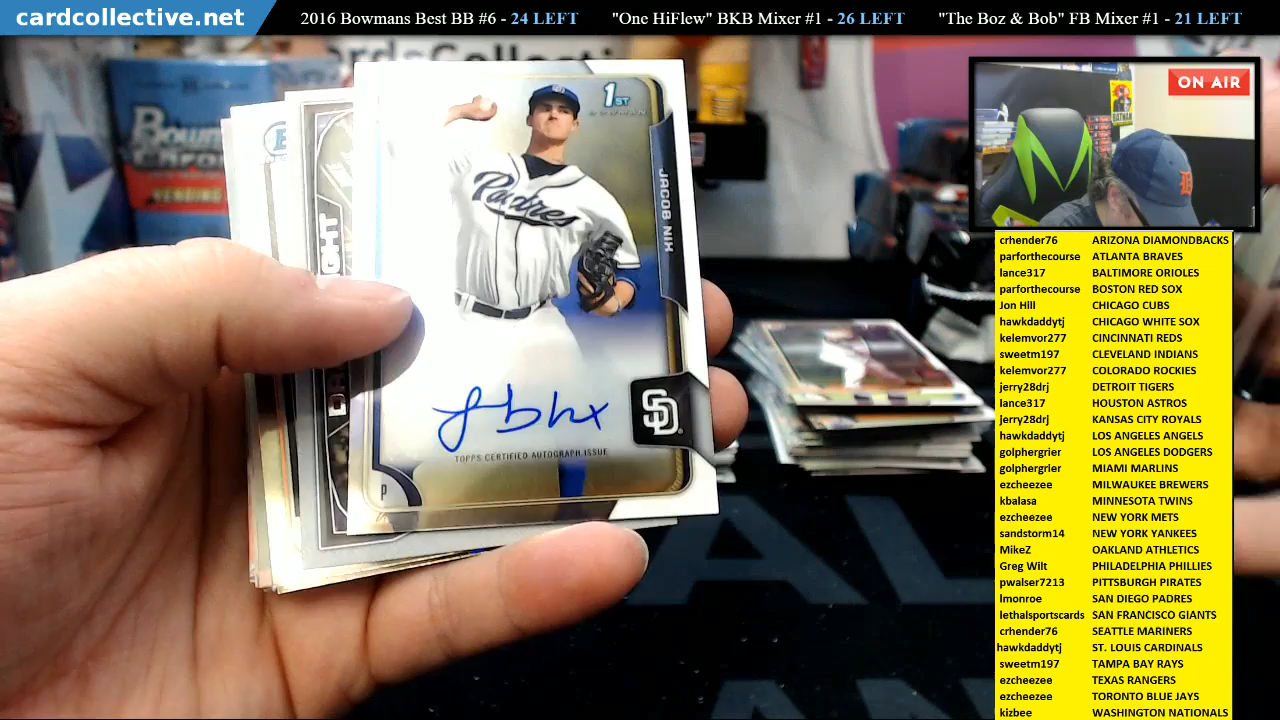 cardcollective.net
2016 Bowmans Best BB #6 - 24 LEFT
"One HiFlew" BKB Mixer #1 - 26 LEFT
"The Boz & Bob" FB Mixer #1 - 21 LEFT
ON AIR
Bowman
Chrome
VENDING
1ST
BOWMAN
JACOB NIX
Padres
SD
TOPPS CERTIFIED AUTOGRAPH ISSUE
P
crhender76 ARIZONA DIAMONDBACKS
parforthecourse ATLANTA BRAVES
lance317 BALTIMORE ORIOLES
parforthecourse BOSTON RED SOX
Jon Hill CHICAGO CUBS
hawkdaddytj CHICAGO WHITE SOX
kelemvor277 CINCINNATI REDS
sweetm197 CLEVELAND INDIANS
kelemvor277 COLORADO ROCKIES
jerry28drj DETROIT TIGERS
lance317 HOUSTON ASTROS
jerry28drj KANSAS CITY ROYALS
hawkdaddytj LOS ANGELES ANGELS
golphergrier LOS ANGELES DODGERS
golphergrier MIAMI MARLINS
ezcheezee MILWAUKEE BREWERS
kbalasa MINNESOTA TWINS
ezcheezee NEW YORK METS
sandstorm14 NEW YORK YANKEES
MikeZ OAKLAND ATHLETICS
Greg Wilt PHILADELPHIA PHILLIES
pwalser7213 PITTSBURGH PIRATES
lmonroe SAN DIEGO PADRES
lethalsportscards SAN FRANCISCO GIANTS
crhender76 SEATTLE MARINERS
hawkdaddytj ST. LOUIS CARDINALS
sweetm197 TAMPA BAY RAYS
ezcheezee TEXAS RANGERS
ezcheezee TORONTO BLUE JAYS
kizbee WASHINGTON NATIONALS